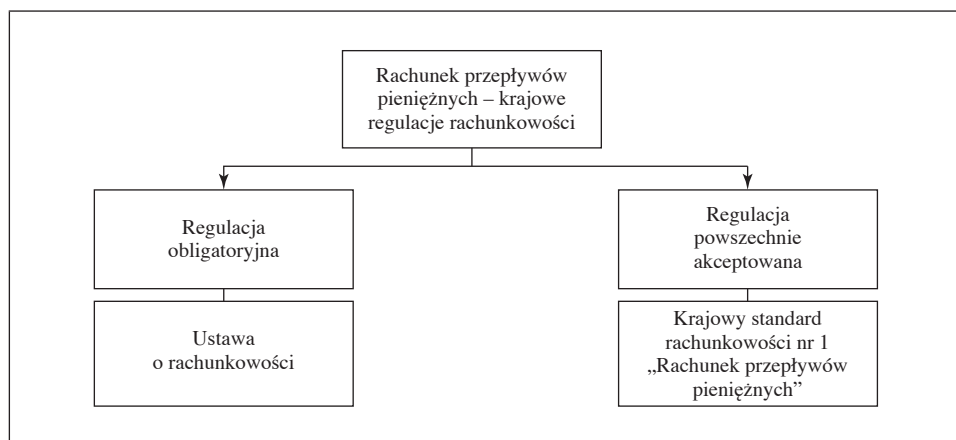 Rachunek przepływów
pieniężnych – krajowe
regulacje rachunkowości
Regulacja
obligatoryjna
Regulacja
powszechnie
akceptowana
Ustawa
o rachunkowości
Krajowy standard
rachunkowości nr 1
„Rachunek przepływów
pieniężnych”